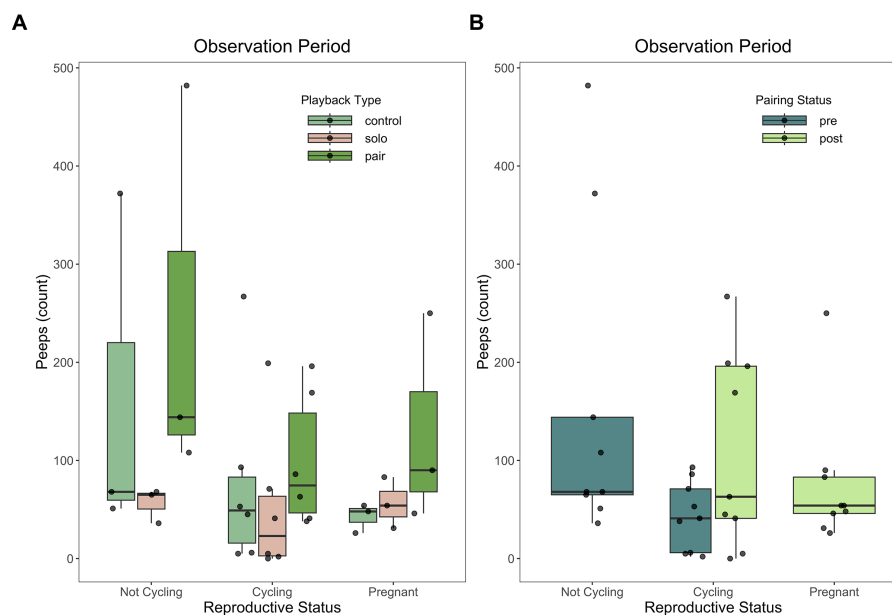 A
Observation Period
500
400
300
200
100
0
Peeps (count)
Playback Type
control
solo
pair
Not Cycling
Cycling
Pregnant
Reproductive Status
B
Observation Period
500
400
300
200
100
0
Peeps (count)
Pairing Status
pre
post
Not Cycling
Cycling
Pregnant
Reproductive Status